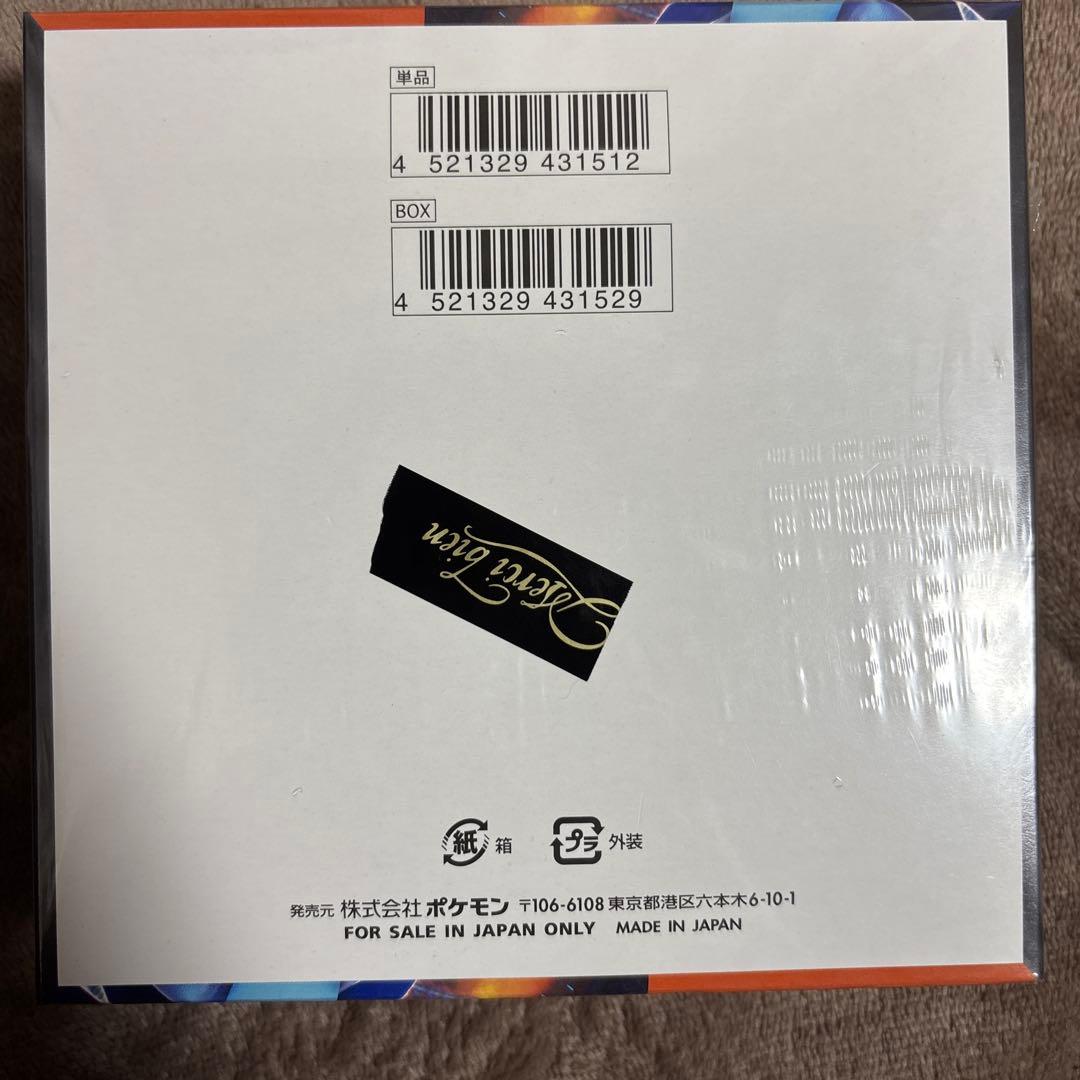 単品
4 521329 431512
BOX
4 521329 431529
Merci bien
紙 箱 プラ 外装
発売元 株式会社 ポケモン 〒106-6108 東京都港区六本木6-10-1
FOR SALE IN JAPAN ONLY MADE IN JAPAN